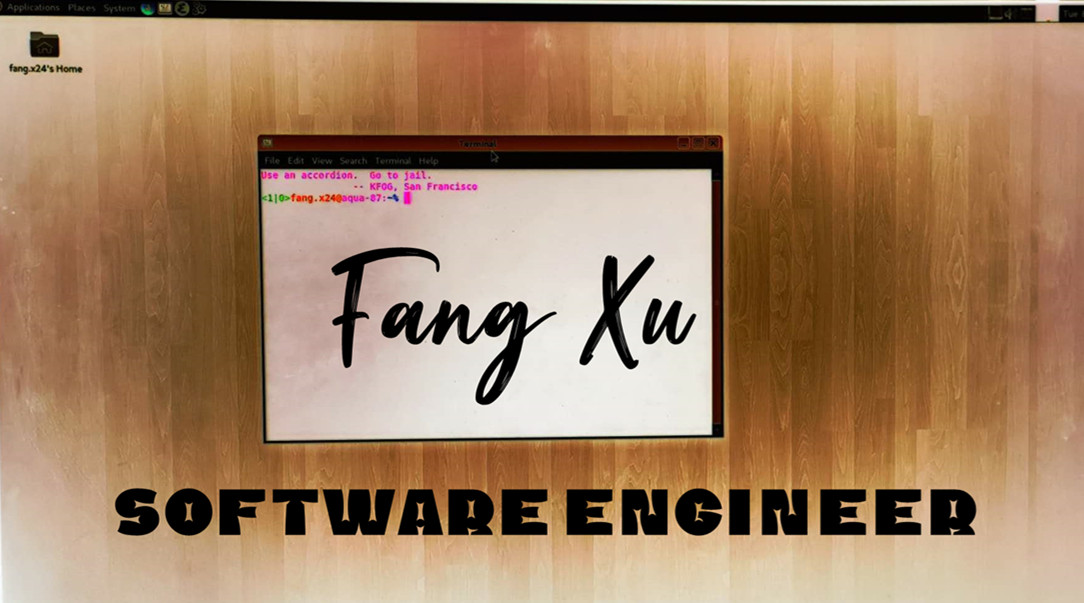 Applications Places System
Tue
fang.x24's Home
Terminal
File Edit View Search Terminal Help
Use an accordion. Go to jail.
-- KFOG, San Francisco
<1|0>fang.x24@aqua-87:~%
Fang Xu
SOFTWARE ENGINEER